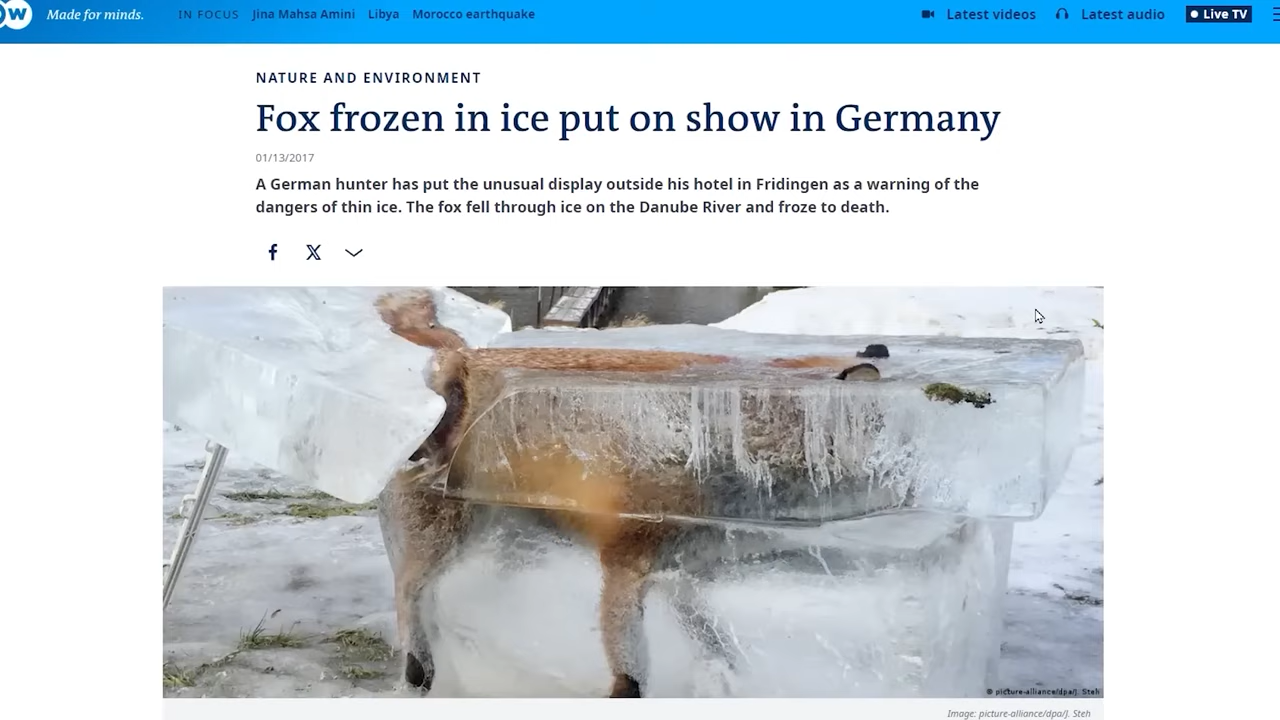 W Made for minds. IN FOCUS Jina Mahsa Amini Libya Morocco earthquake Latest videos Latest audio Live TV
NATURE AND ENVIRONMENT
Fox frozen in ice put on show in Germany
01/13/2017
A German hunter has put the unusual display outside his hotel in Fridingen as a warning of the
dangers of thin ice. The fox fell through ice on the Danube River and froze to death.
© picture-alliance/dpa/J. Steh
Image: picture-alliance/dpa/J. Steh